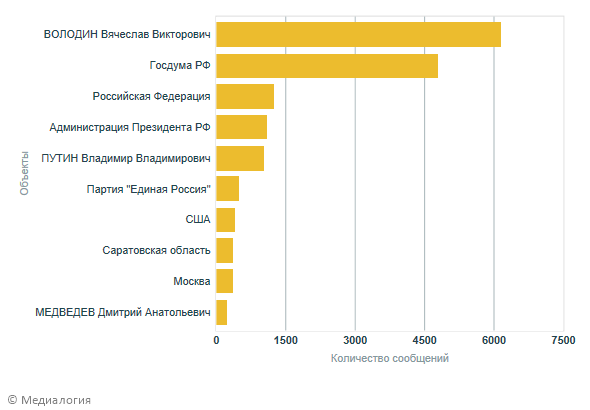 ВОЛОДИН Вячеслав Викторович
Госдума РФ
Российская Федерация
Администрация Президента РФ
ПУТИН Владимир Владимирович
Партия "Единая Россия"
США
Саратовская область
Москва
МЕДВЕДЕВ Дмитрий Анатольевич
Объекты
0 1500 3000 4500 6000 7500
Количество сообщений
© Медиалогия